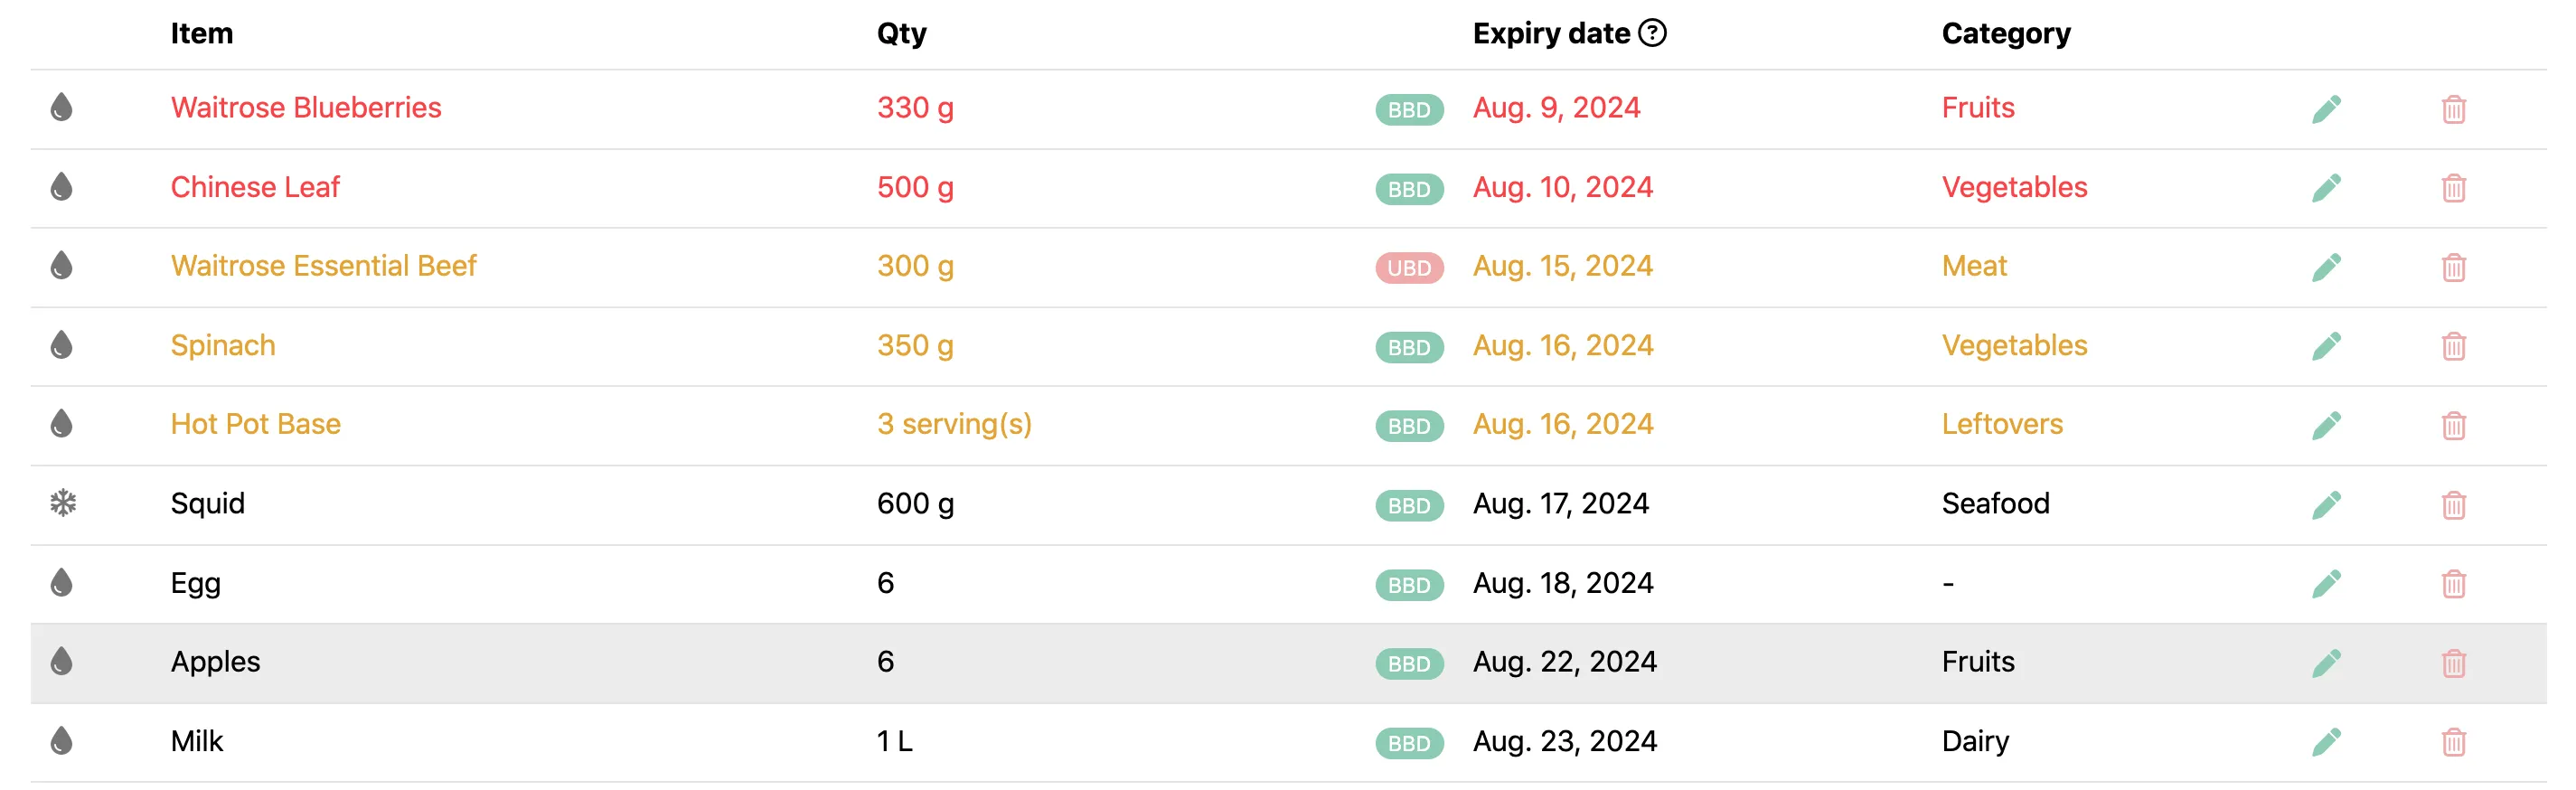 Item Qty Expiry date ? Category
Waitrose Blueberries 330 g BBD Aug. 9, 2024 Fruits
Chinese Leaf 500 g BBD Aug. 10, 2024 Vegetables
Waitrose Essential Beef 300 g UBD Aug. 15, 2024 Meat
Spinach 350 g BBD Aug. 16, 2024 Vegetables
Hot Pot Base 3 serving(s) BBD Aug. 16, 2024 Leftovers
Squid 600 g BBD Aug. 17, 2024 Seafood
Egg 6 BBD Aug. 18, 2024 -
Apples 6 BBD Aug. 22, 2024 Fruits
Milk 1 L BBD Aug. 23, 2024 Dairy